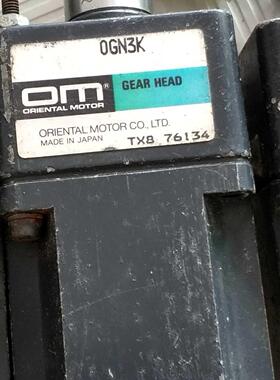 0GN3K
OM®
GEAR HEAD
ORIENTAL MOTOR
ORIENTAL MOTOR CO., LTD.
MADE IN JAPAN TX8 76134